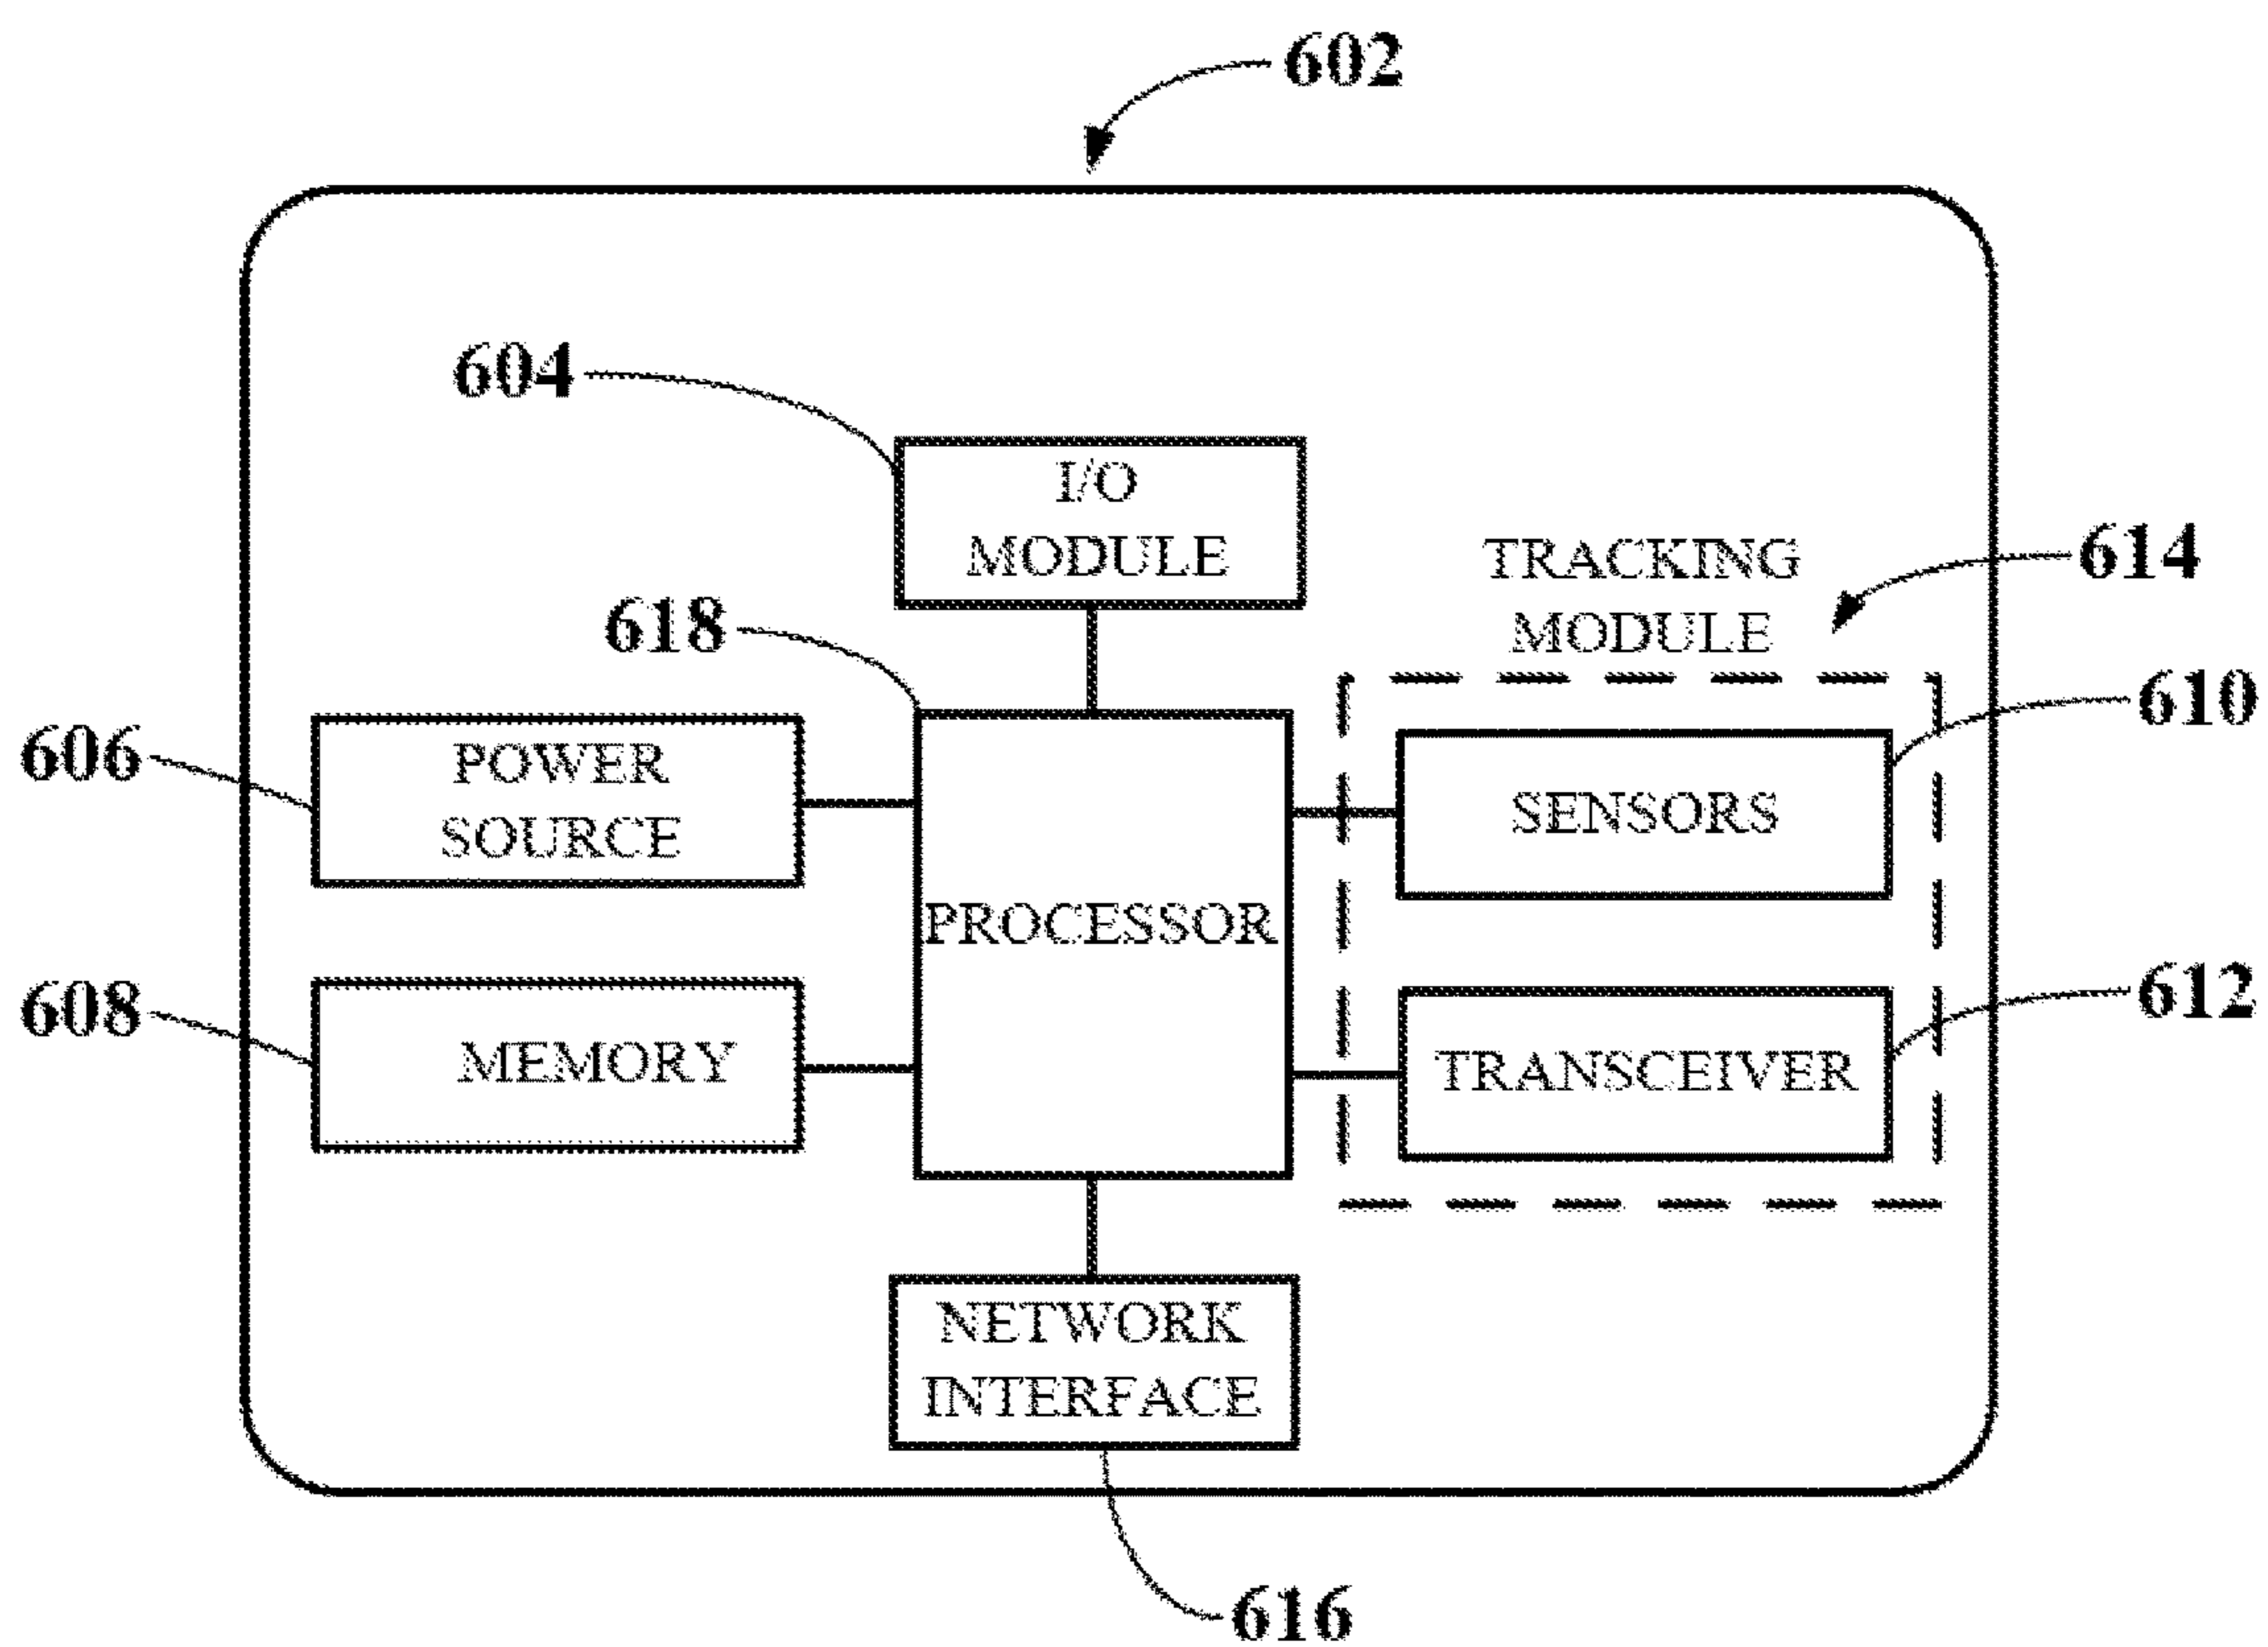 602
604
I/O
MODULE
TRACKING
MODULE
614
618
610
606
POWER
SOURCE
SENSORS
PROCESSOR
608
MEMORY
612
TRANSCEIVER
NETWORK
INTERFACE
616